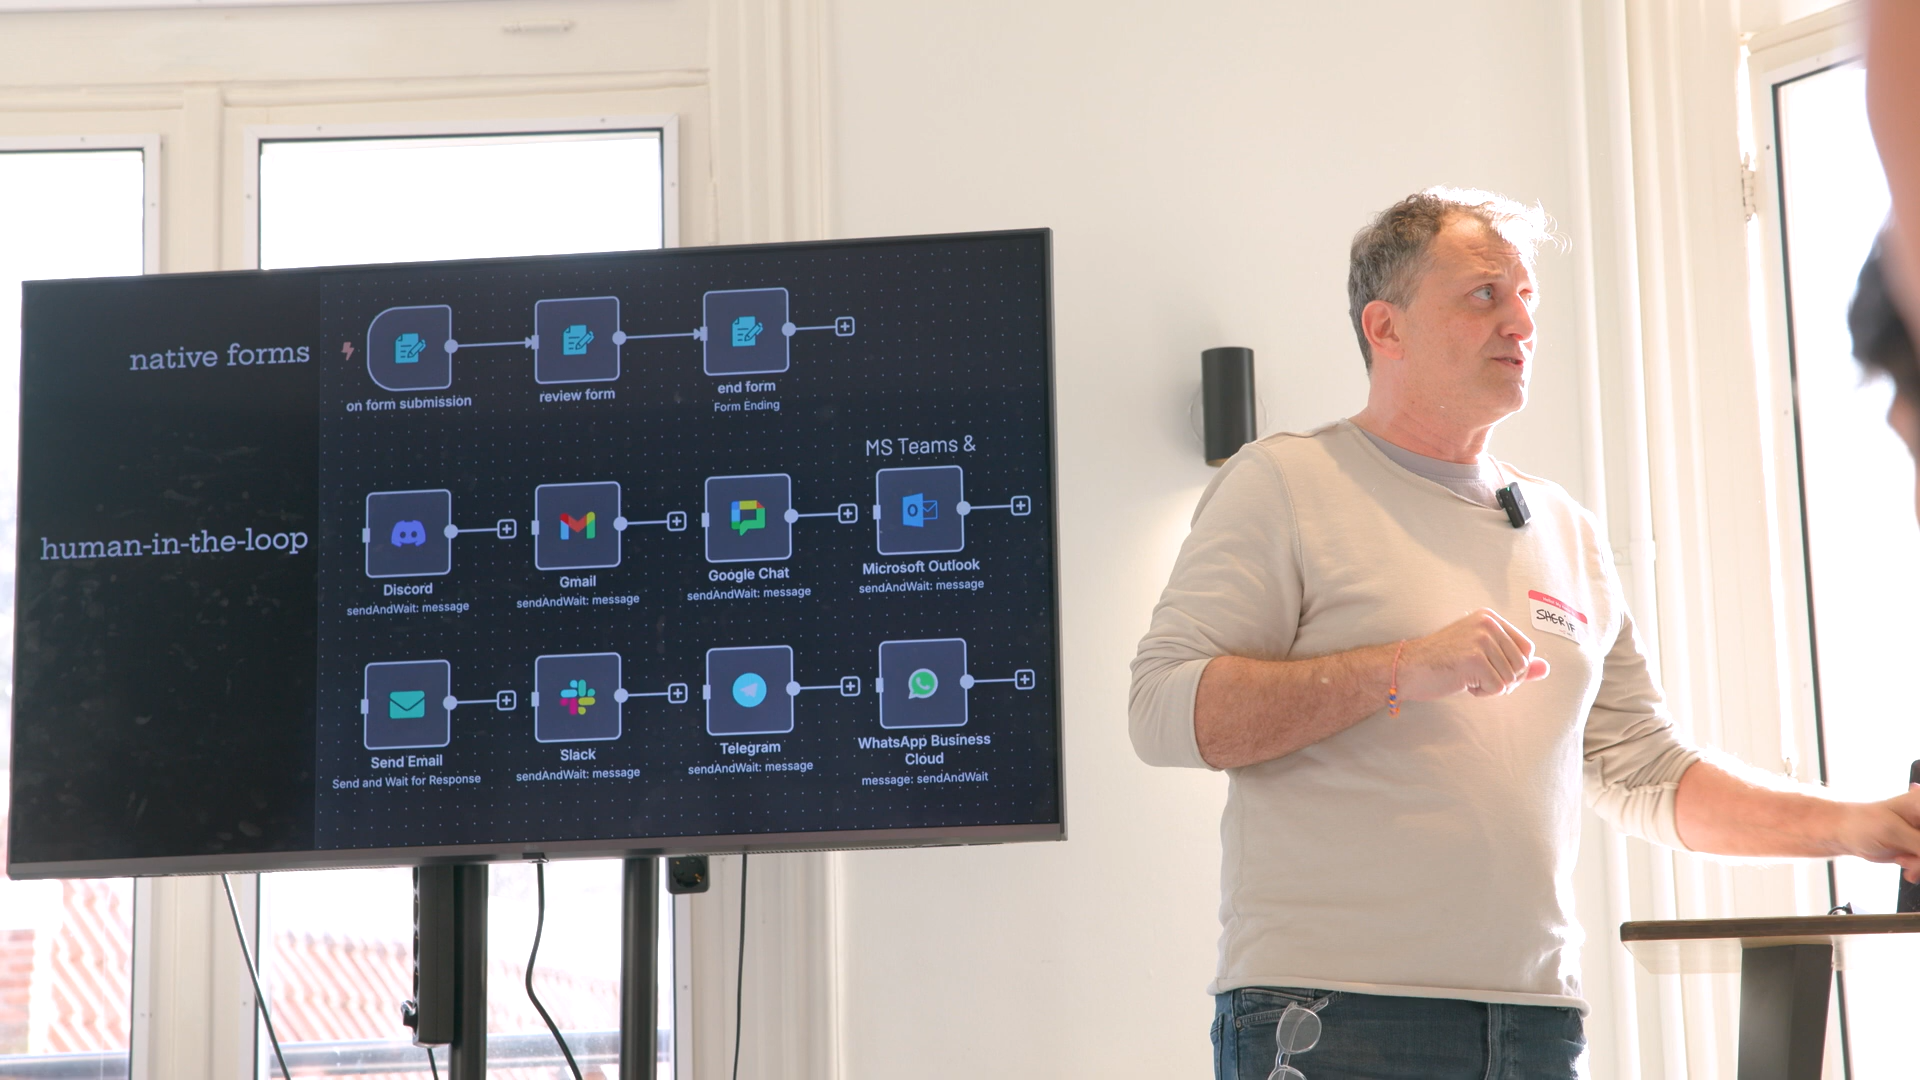 native forms
on form submission
review form
end form
Form Ending
human-in-the-loop
MS Teams &
Discord
sendAndWait: message
Gmail
sendAndWait: message
Google Chat
sendAndWait: message
Microsoft Outlook
sendAndWait: message
Send Email
Send and Wait for Response
Slack
sendAndWait: message
Telegram
sendAndWait: message
WhatsApp Business
Cloud
message: sendAndWait
SHERIF